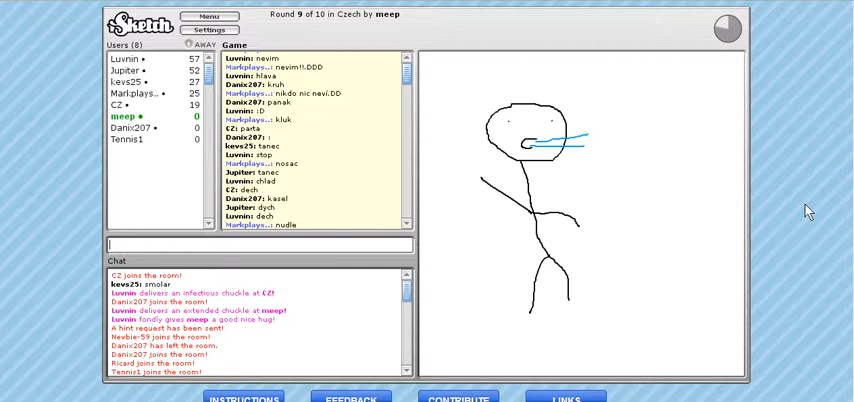 iSketch
Menu
Settings
Round 9 of 10 in Czech by meep
Users (8)
AWAY
Game
Luvnin • 57
Jupiter • 52
kevs25 • 27
Markplays.. • 25
CZ • 19
meep • 0
Danix207 • 0
Tennis1 0
Luvnin: nevim
Markplays..: nevim!!.DDD
Luvnin: hlava
Danix207: kruh
Markplays..: nikdo nic neví.DD
Danix207: panak
Luvnin: :D
Markplays..: kluk
CZ: parta
Danix207: :
kevs25: tanec
Luvnin: stop
Markplays..: nosac
Jupiter: tanec
Luvnin: chlad
CZ: dech
Danix207: kasel
Jupiter: dych
Luvnin: dech
Markplays..: nudle
Chat
CZ joins the room!
kevs25: smolar
Luvnin delivers an infectious chuckle at CZ!
Danix207 joins the room!
Luvnin delivers an extended chuckle at meep!
Luvnin fondly gives meep a good nice hug!
A hint request has been sent!
Newbie-59 joins the room!
Danix207 has left the room.
Danix207 joins the room!
Ricard joins the room!
Tennis1 joins the room!
INSTRUCTIONS
FEEDBACK
CONTRIBUTE
LINKS